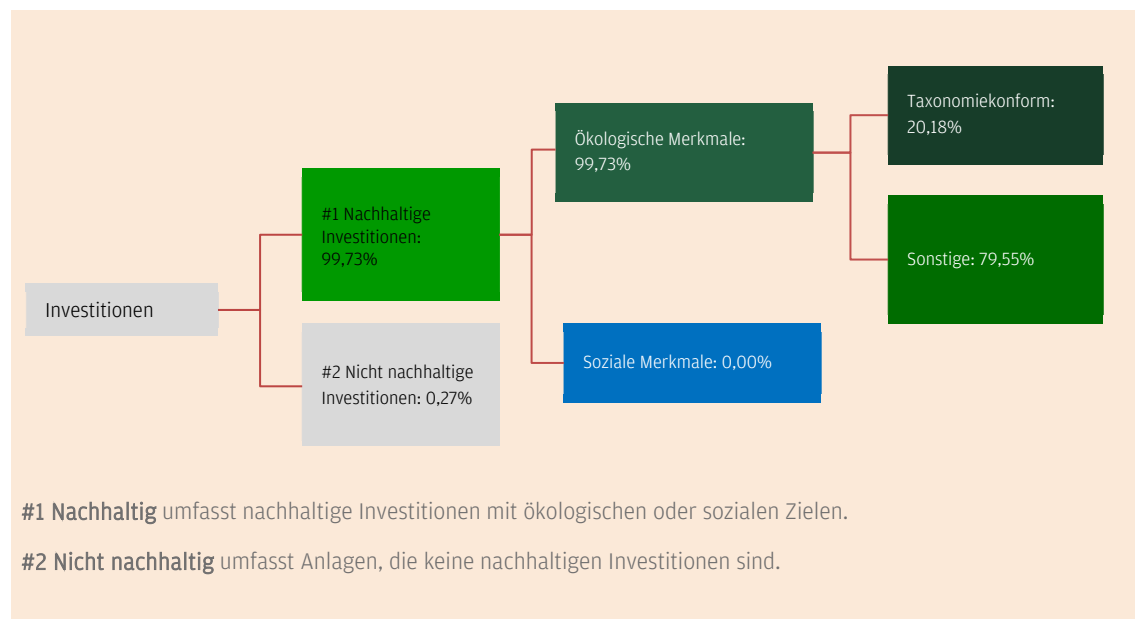 Investitionen
#1 Nachhaltige
Investitionen:
99,73%
#2 Nicht nachhaltige
Investitionen: 0,27%
Ökologische Merkmale:
99,73%
Soziale Merkmale: 0,00%
Taxonomiekonform:
20,18%
Sonstige: 79,55%
#1 Nachhaltig umfasst nachhaltige Investitionen mit ökologischen oder sozialen Zielen.
#2 Nicht nachhaltig umfasst Anlagen, die keine nachhaltigen Investitionen sind.